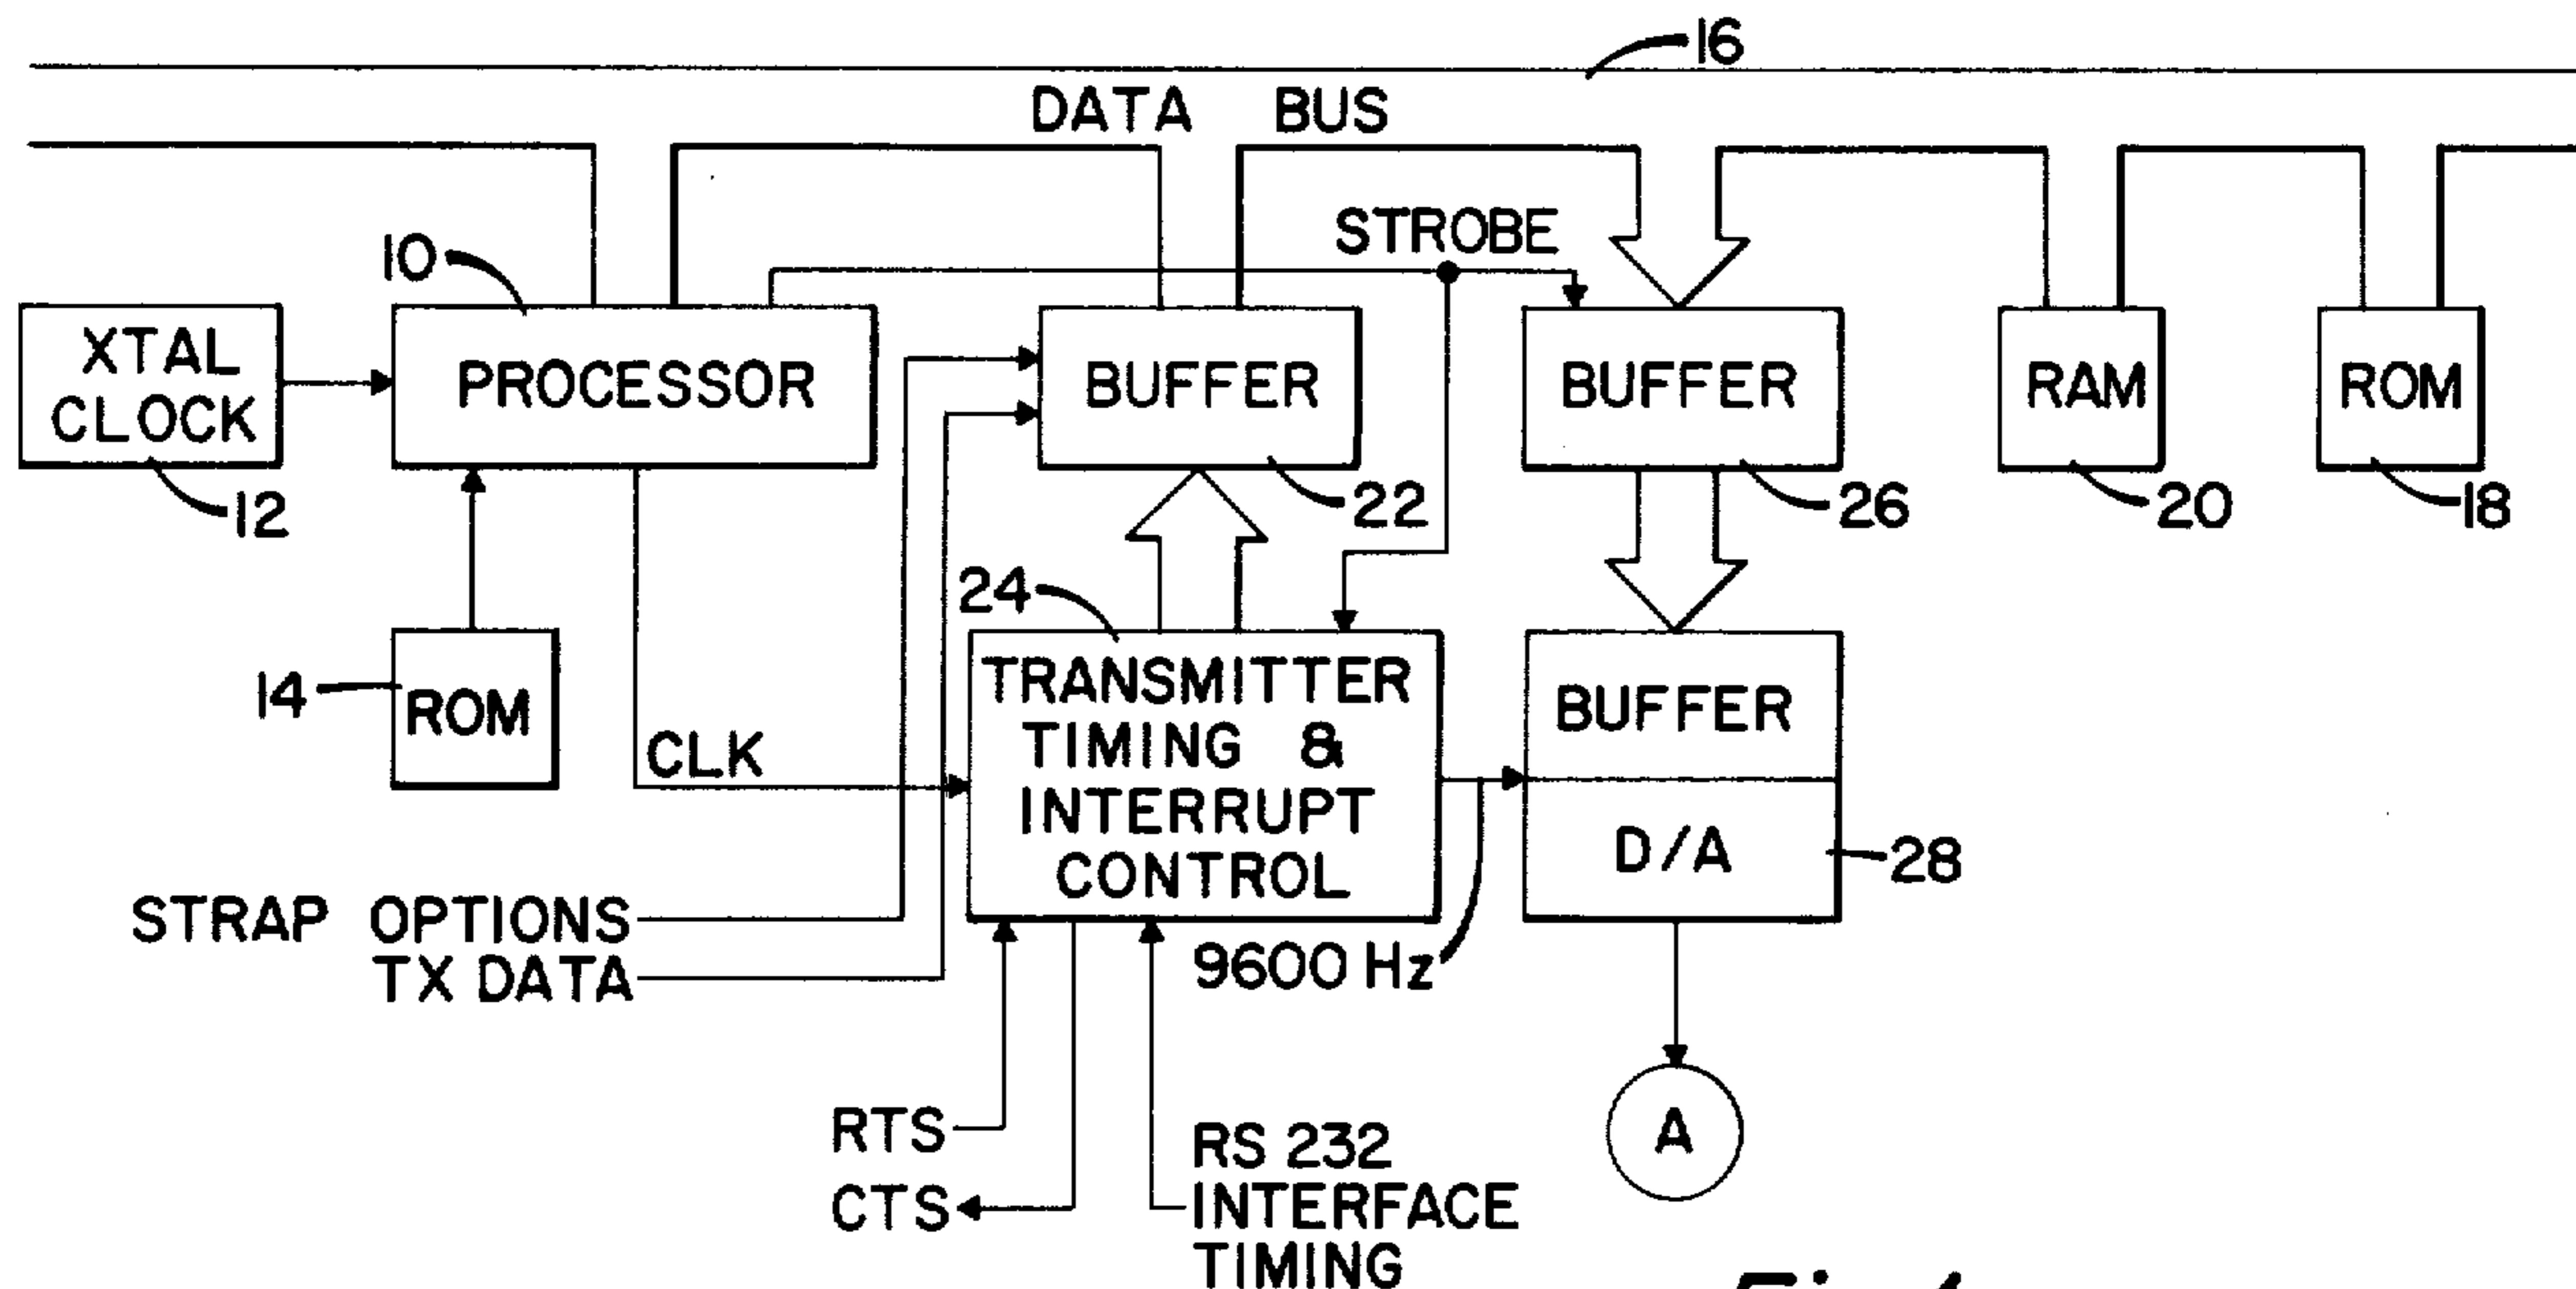 16
DATA BUS
STROBE
10
XTAL
CLOCK
12
PROCESSOR
BUFFER
22
BUFFER
26
RAM
20
ROM
18
14
ROM
CLK
24
TRANSMITTER
TIMING &
INTERRUPT
CONTROL
BUFFER
D/A
28
STRAP OPTIONS
TX DATA
9600 Hz
RTS
CTS
RS 232
INTERFACE
TIMING
A